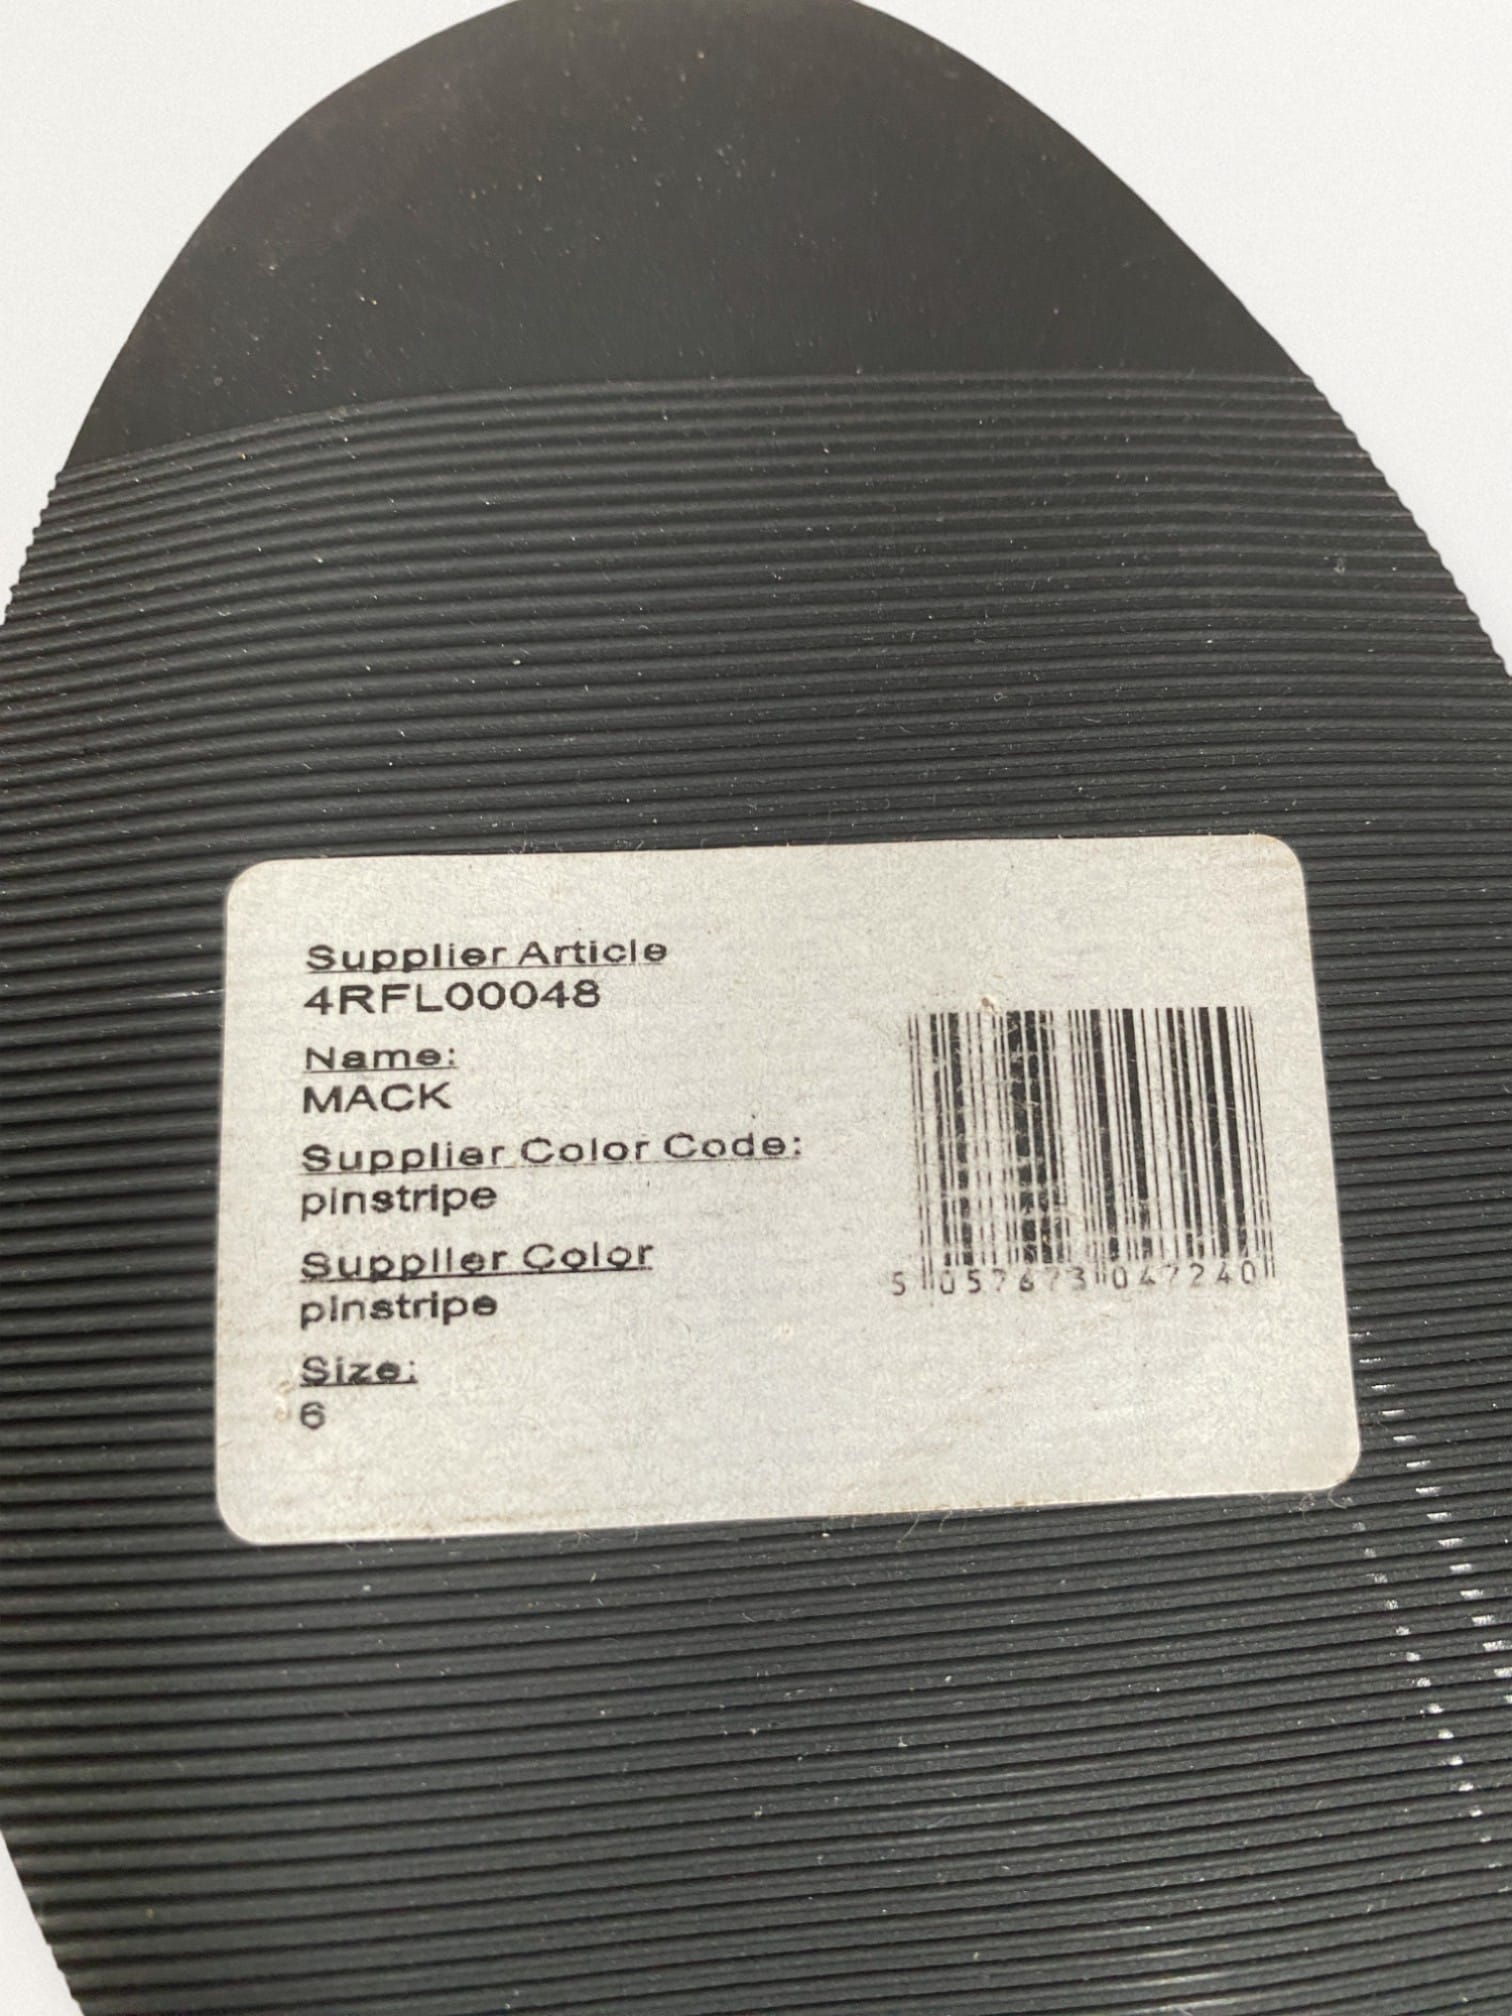 Supplier Article
4RFL00048
Name:
MACK
Supplier Color Code:
pinstripe
Supplier Color
pinstripe
Size:
6
5 057673 047240